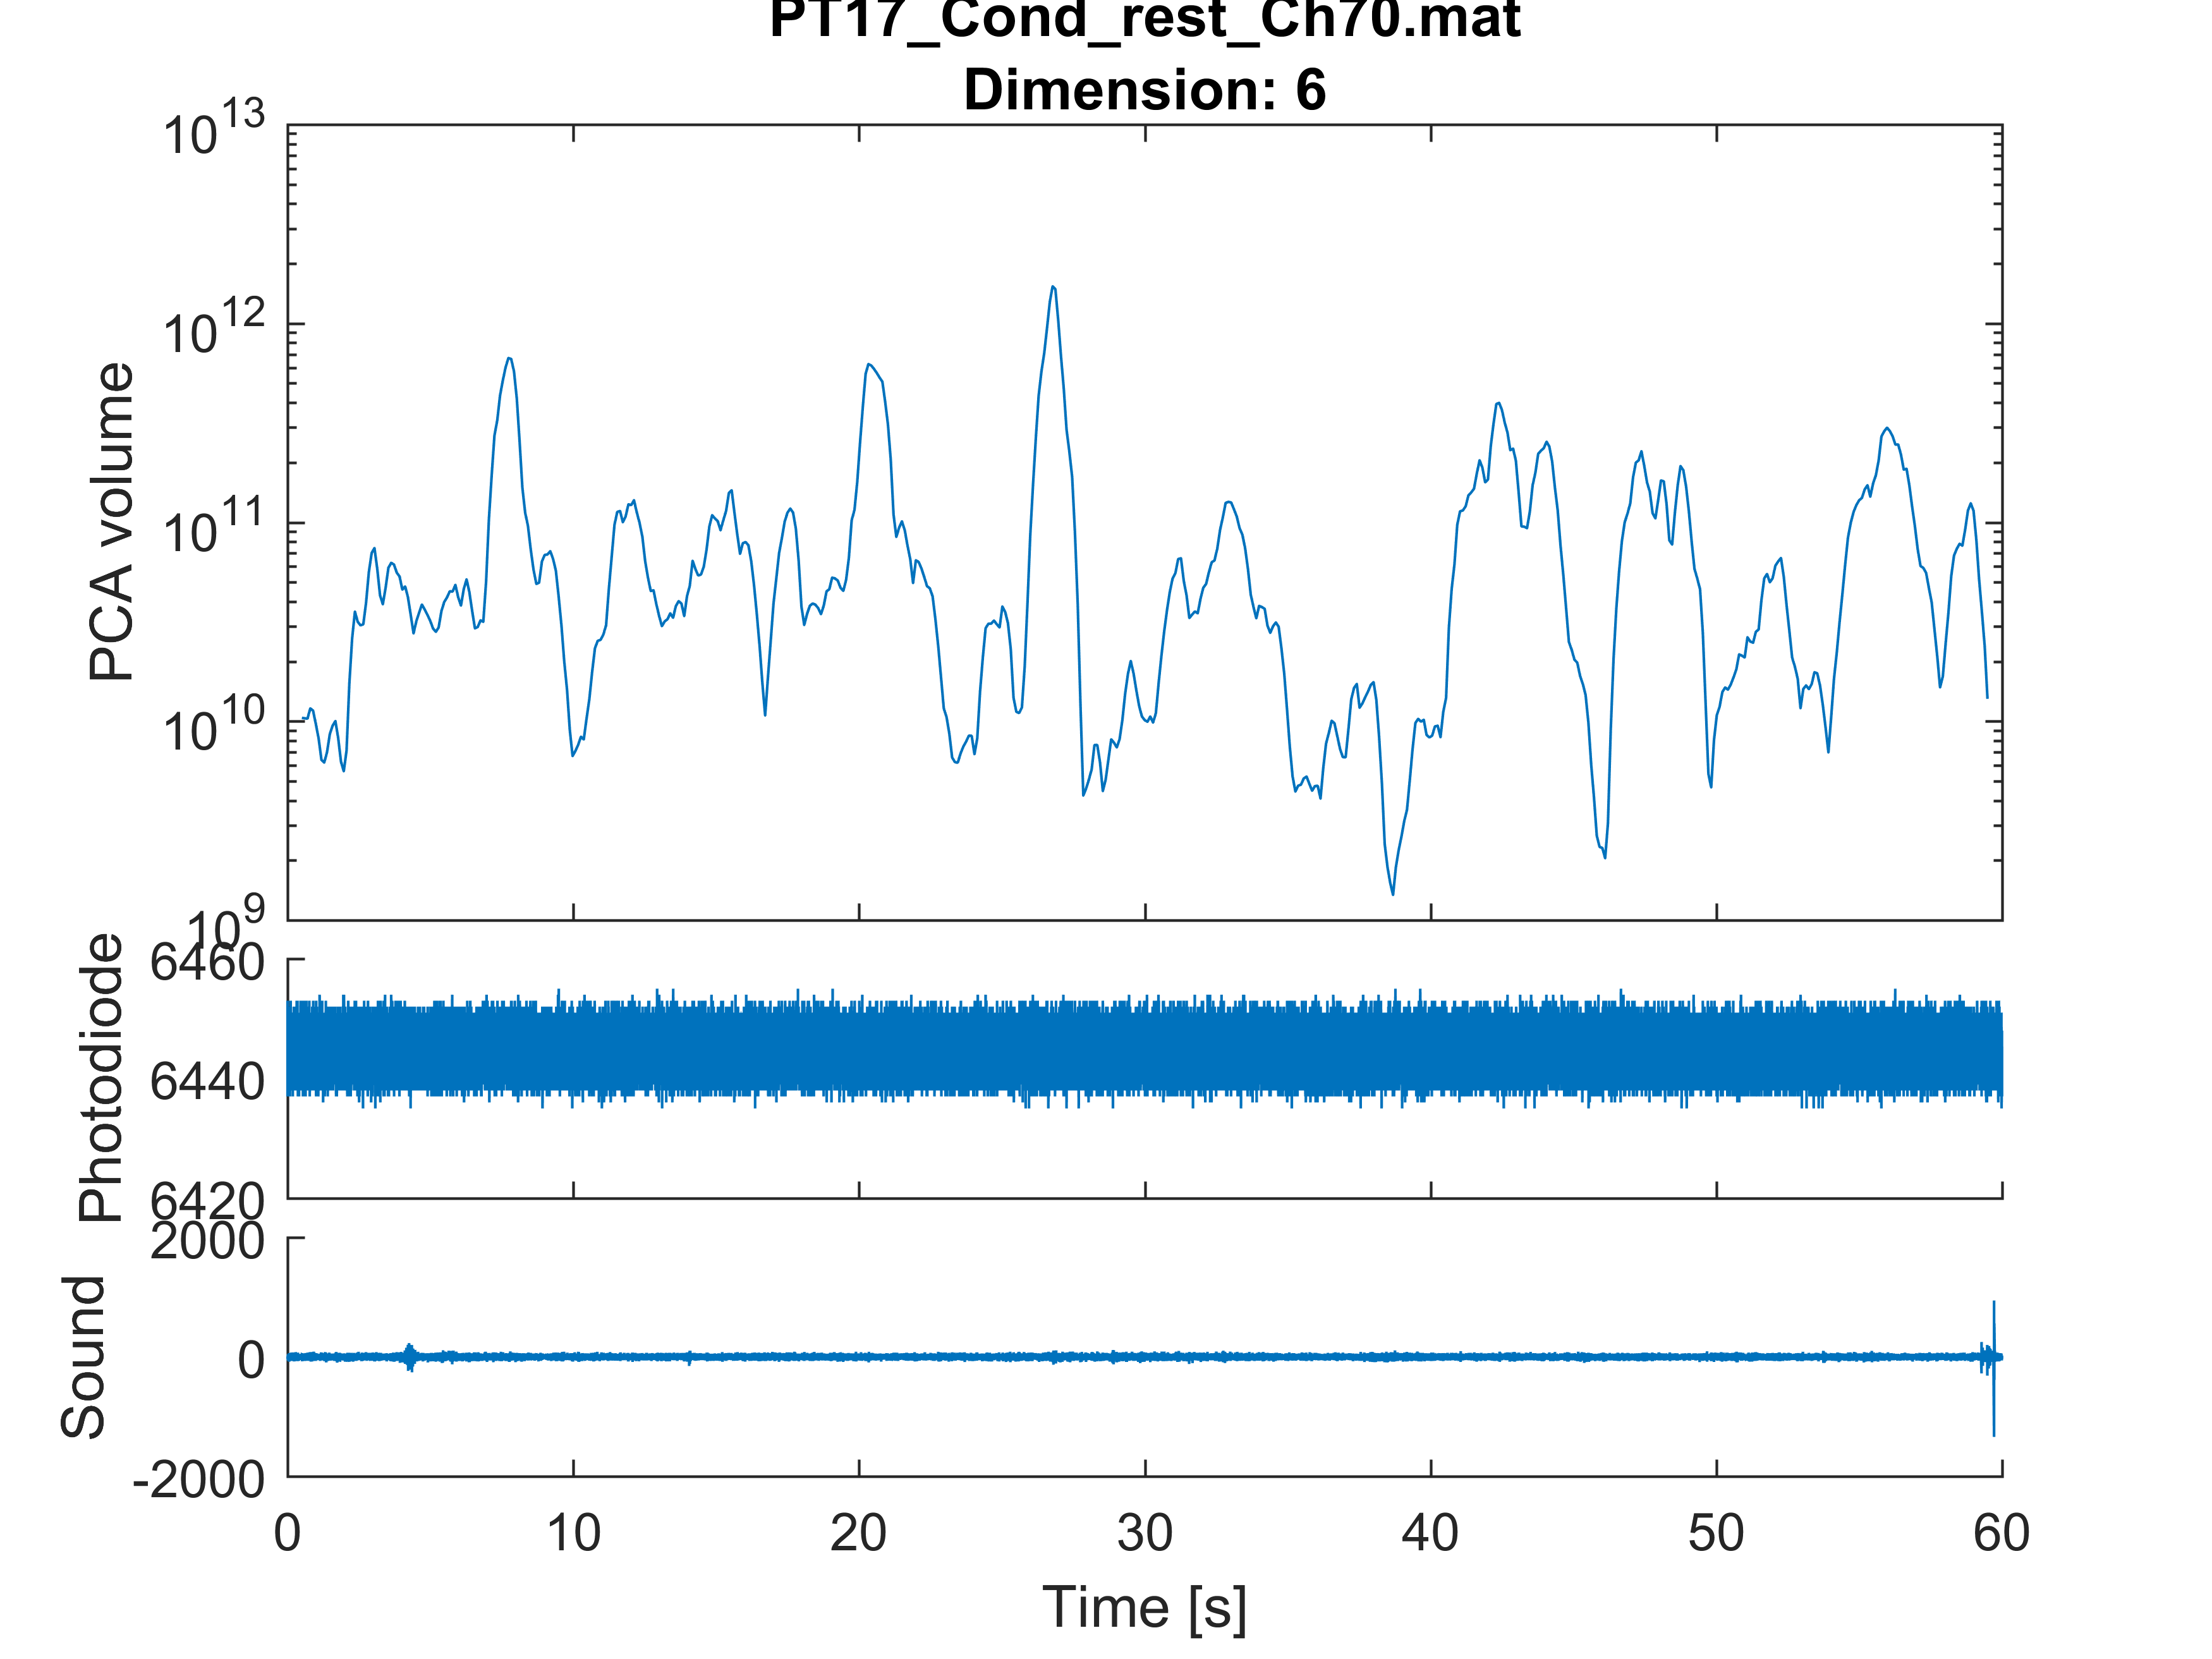 PT17_Cond_rest_Ch70.mat
Dimension: 6
10^13
10^12
10^11
10^10
10^9
PCA volume
6460
6440
6420
Photodiode
2000
0
-2000
Sound
0 10 20 30 40 50 60
Time [s]